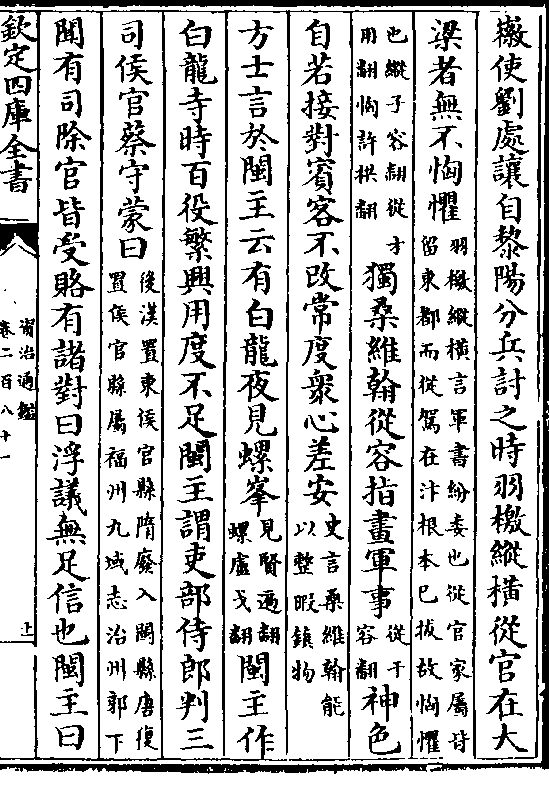 檄使劉處讓自黎陽分兵討之時羽檄縱橫從官在大
梁者無不恟懼羽檄縱橫言軍書紛委也從官家屬皆
留東都而從駕在汴根本已拔故恟懼
也縱子容翻從才
用翻恟許拱翻獨桑維翰從容指畫軍事從千
容翻神色
自若接對賓客不改常度衆心差安史言桑維翰能
以整暇鎮物
方士言於閩主云有白龍夜見螺峯見賢遍翻
螺盧戈翻閩主作
白龍寺時百役繁興用度不足閩主謂吏部侍郎判三
司侯官蔡守蒙曰後漢置東侯官縣隋廢入閩縣唐復
置侯官縣屬福州九域志治州郭下
聞有司除官皆受賂有諸對曰浮議無足信也閩主曰
欽定四庫全書
資治通鑑
卷二百八十一
上